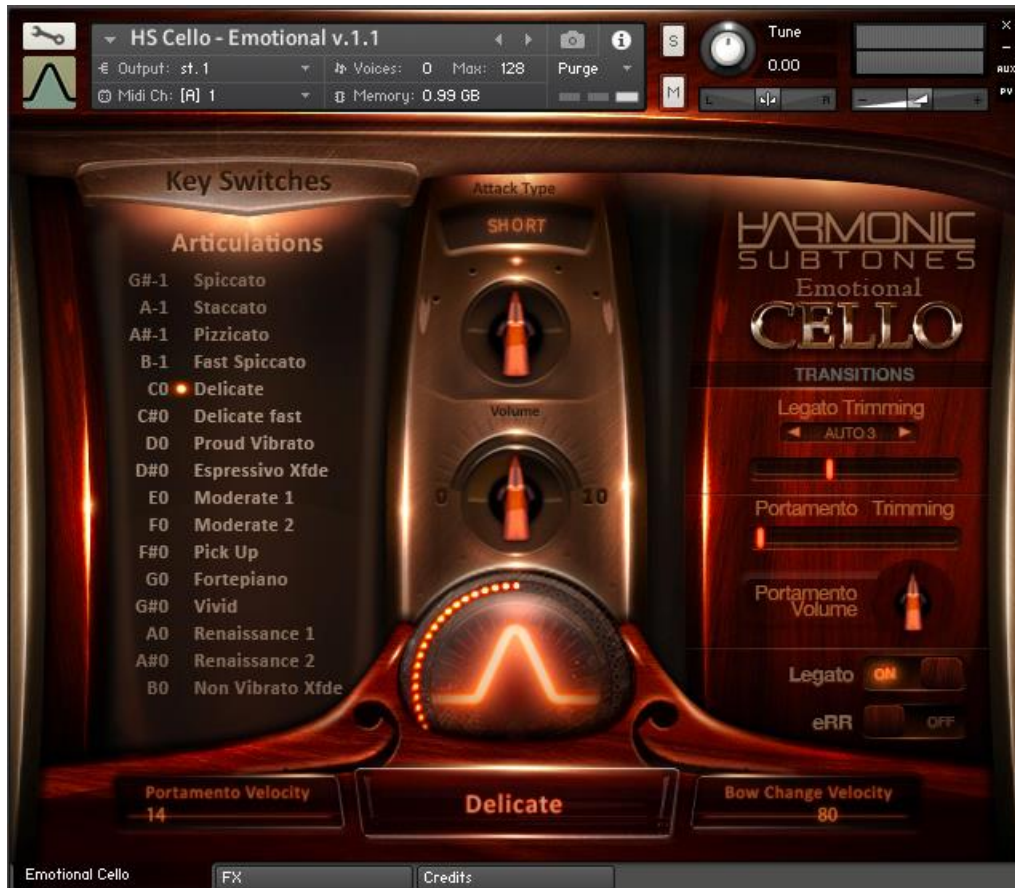 HS Cello - Emotional v.1.1
Output: st. 1
Voices: 0 Max: 128
Purge
Midi Ch: [A] 1
Memory: 0.99 GB
S
M
Tune
0.00
L
R
AUX
PV
Key Switches
Articulations
G#-1 Spiccato
A-1 Staccato
A#-1 Pizzicato
B-1 Fast Spiccato
C0 Delicate
C#0 Delicate fast
D0 Proud Vibrato
D#0 Espressivo Xfde
E0 Moderate 1
F0 Moderate 2
F#0 Pick Up
G0 Fortepiano
G#0 Vivid
A0 Renaissance 1
A#0 Renaissance 2
B0 Non Vibrato Xfde
Attack Type
SHORT
Volume
0 10
HARMONIC
SUBTONES
Emotional
CELLO
TRANSITIONS
Legato Trimming
AUTO 3
Portamento Trimming
Portamento
Volume
Legato ON
eRR OFF
Portamento Velocity
14
Delicate
Bow Change Velocity
80
Emotional Cello
FX
Credits